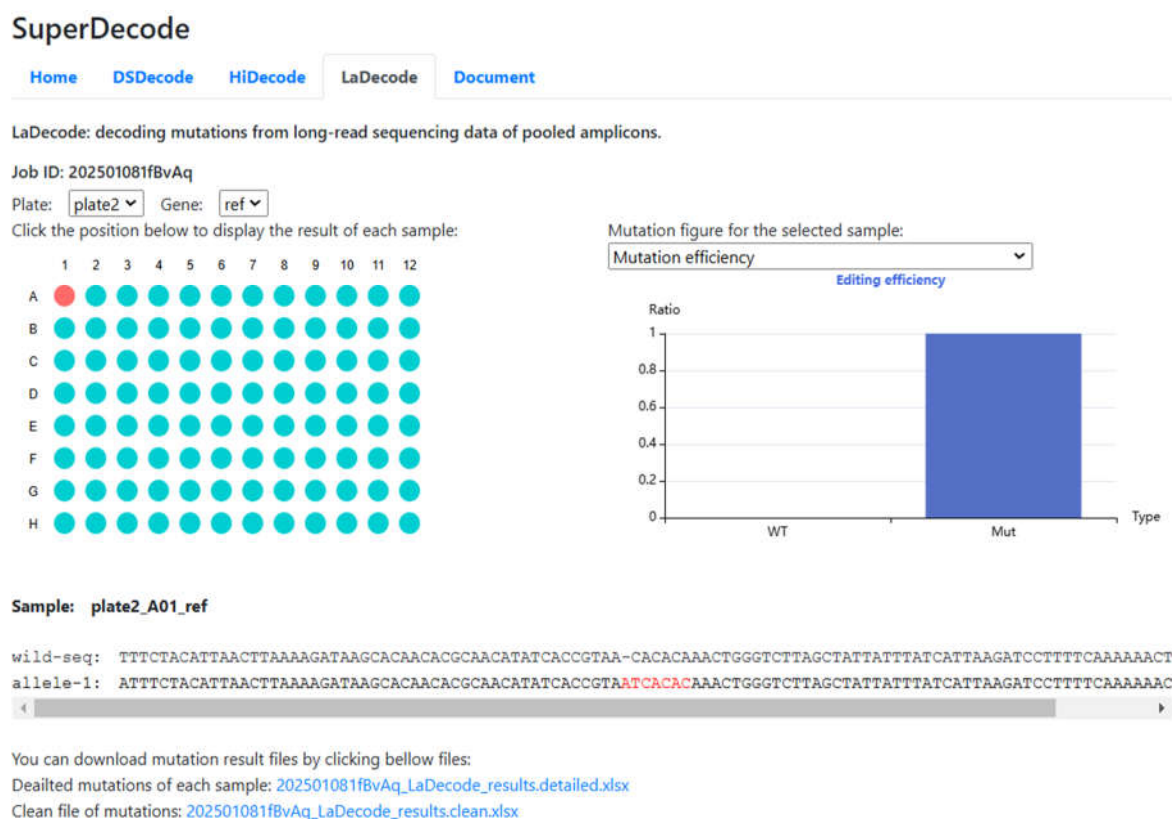 SuperDecode
Home DSDecode HiDecode LaDecode Document
LaDecode: decoding mutations from long-read sequencing data of pooled amplicons.
Job ID: 202501081fBvAq
Plate: plate2 Gene: ref
Click the position below to display the result of each sample:
1 2 3 4 5 6 7 8 9 10 11 12
A
B
C
D
E
F
G
H
Mutation figure for the selected sample:
Mutation efficiency
Editing efficiency
Ratio
1
0.8
0.6
0.4
0.2
0
WT Mut
Type
Sample: plate2_A01_ref
wild-seq: TTTCTACATTAACTTAAAAGATAAGCACAACACGCAACATATCACCGTAA-CACACAAACTGGGTCTTAGCTATTATTTATCATTAAGATCCTTTTCAAAAAACT
allele-1: ATTTCTACATTAACTTAAAAGATAAGCACAACACGCAACATATCACCGTAATCACACAAACTGGGTCTTAGCTATTATTTATCATTAAGATCCTTTTCAAAAAAC
You can download mutation result files by clicking bellow files:
Deailted mutations of each sample: 202501081fBvAq_LaDecode_results.detailed.xlsx
Clean file of mutations: 202501081fBvAq_LaDecode_results.clean.xlsx